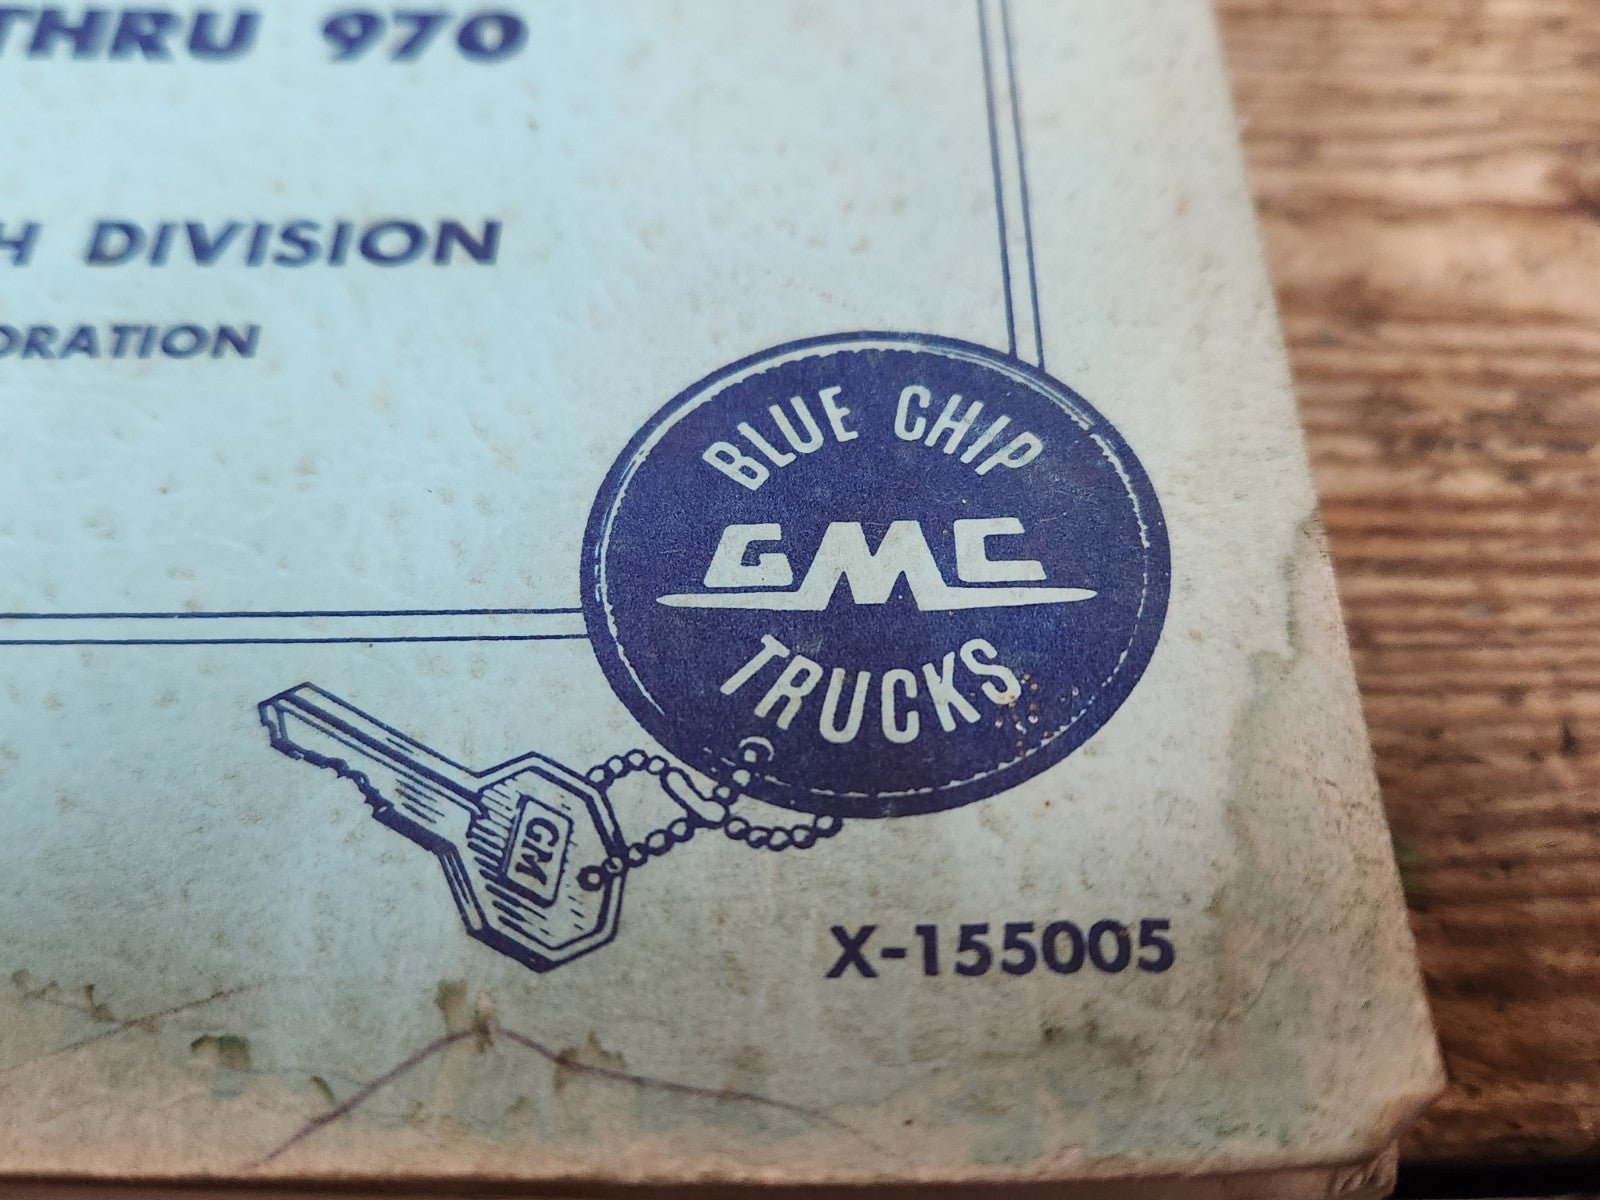 THRU 970
H DIVISION
ORATION
BLUE CHIP
GMC
TRUCKS
GM
X-155005